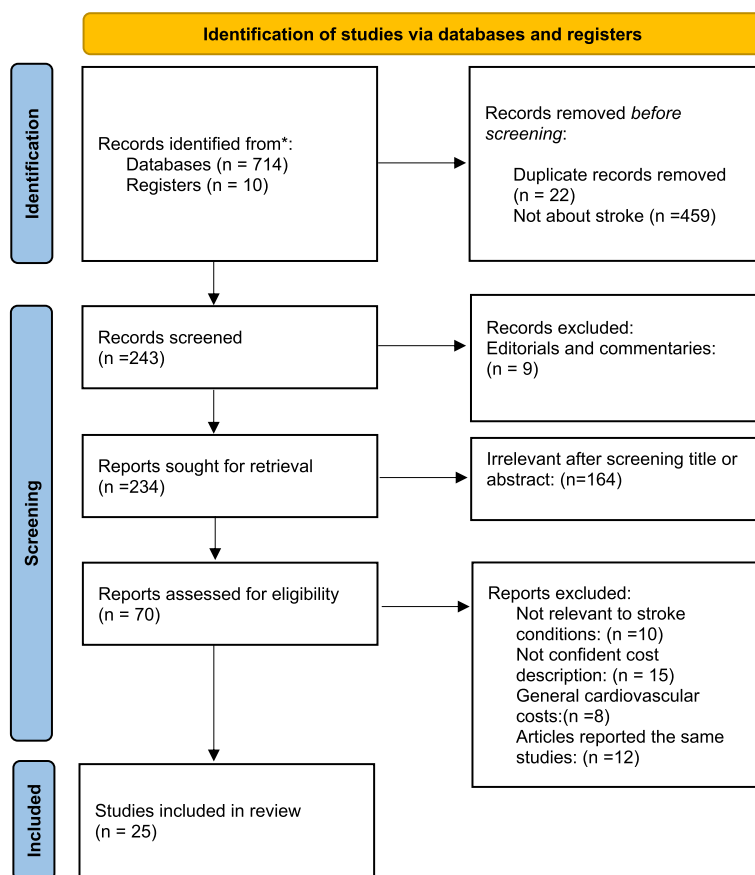 Identification of studies via databases and registers
Identification
Records identified from*:
Databases (n = 714)
Registers (n = 10)
Records removed before
screening:
Duplicate records removed
(n = 22)
Not about stroke (n =459)
Screening
Records screened
(n =243)
Records excluded:
Editorials and commentaries:
(n = 9)
Reports sought for retrieval
(n =234)
Irrelevant after screening title or
abstract: (n=164)
Reports assessed for eligibility
(n = 70)
Reports excluded:
Not relevant to stroke
conditions: (n =10)
Not confident cost
description: (n = 15)
General cardiovascular
costs:(n =8)
Articles reported the same
studies: (n =12)
Included
Studies included in review
(n = 25)